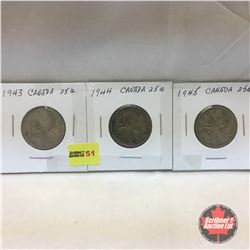 1943 CANADA 25¢
1944 CANADA 25¢
1945 CANADA 25¢
51
SCRIBNER'S
Auction Ltd.